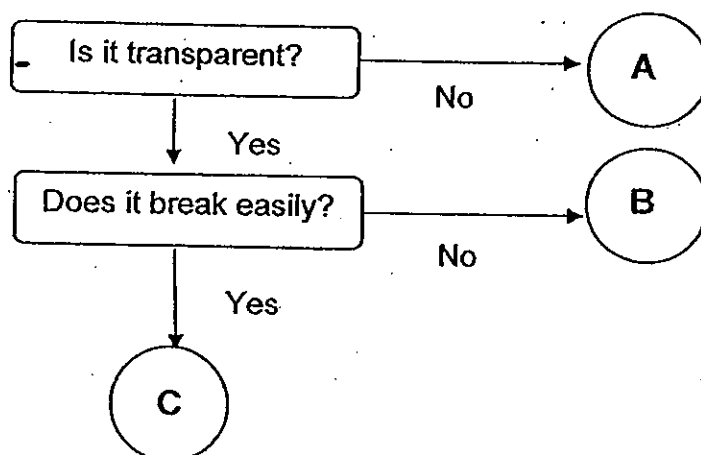 Is it transparent?
A
No
Yes
Does it break easily?
B
No
Yes
C